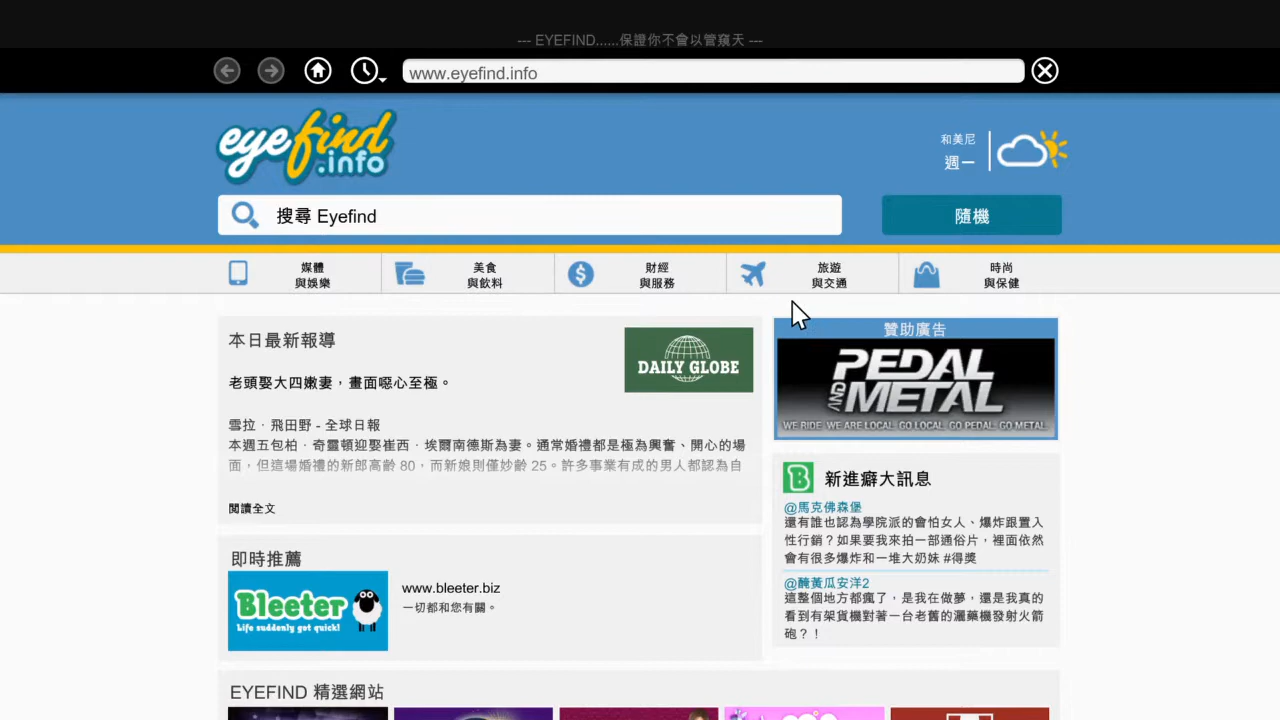 --- EYEFIND......保證你不會以管窺天 ---
www.eyefind.info
eyefind
.info
和美尼
週一
搜尋 Eyefind
隨機
媒體
與娛樂
美食
與飲料
財經
與服務
旅遊
與交通
時尚
與保健
本日最新報導
DAILY GLOBE
老頭娶大四嫩妻，畫面噁心至極。
雪拉．飛田野 - 全球日報
本週五包柏．奇靈頓迎娶崔西．埃爾南德斯為妻。通常婚禮都是極為興奮、開心的場
面，但這場婚禮的新郎高齡 80，而新娘則僅妙齡 25。許多事業有成的男人都認為自
閱讀全文
贊助廣告
PEDAL
AND METAL
WE RIDE. WE ARE LOCAL. GO LOCAL. GO PEDAL. GO METAL.
B 新進癖大訊息
@馬克佛森堡
還有誰也認為學院派的會怕女人、爆炸跟置入
性行銷？如果要我來拍一部通俗片，裡面依然
會有很多爆炸和一堆大奶妹 #得獎
@醃黃瓜安洋2
這整個地方都瘋了，是我在做夢，還是我真的
看到有架貨機對著一台老舊的灑藥機發射火箭
砲？！
即時推薦
Bleeter
Life suddenly got quick!
www.bleeter.biz
一切都和您有關。
EYEFIND 精選網站